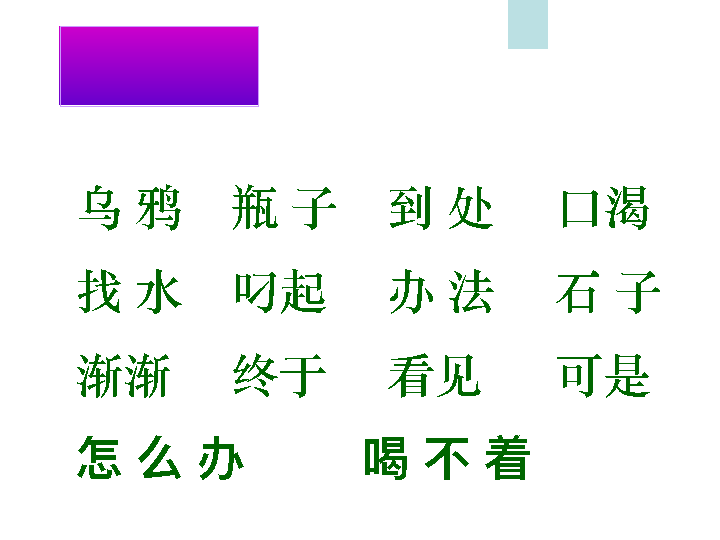 乌鸦 瓶子 到处 口渴
找水 叼起 办法 石子
渐渐 终于 看见 可是
怎么办 喝不着